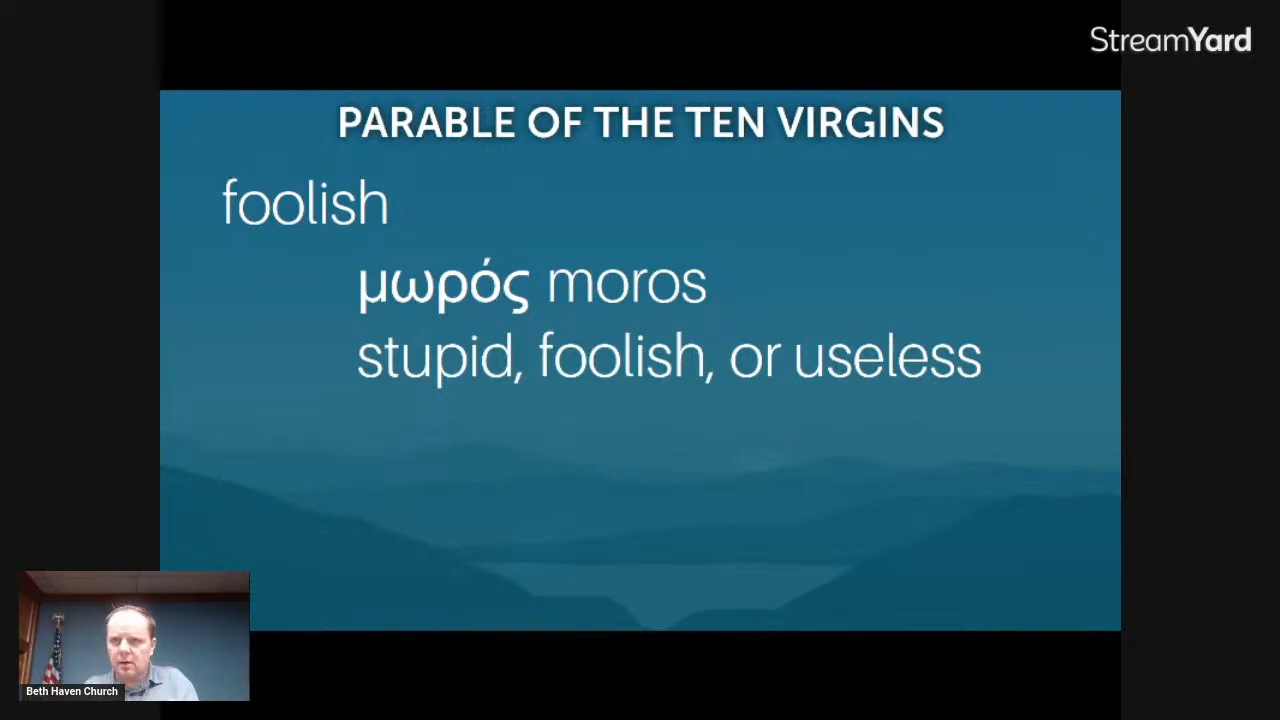 StreamYard
PARABLE OF THE TEN VIRGINS
foolish
μωρός moros
stupid, foolish, or useless
Beth Haven Church